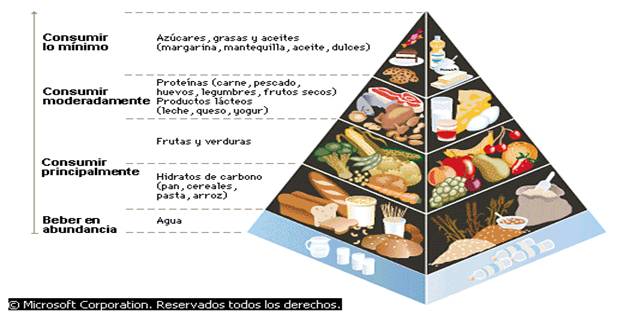 Consumir
lo mínimo
Azúcares, grasas y aceites
(margarina, mantequilla, aceite, dulces)
Consumir
moderadamente
Proteínas (carne, pescado,
huevos, legumbres, frutos secos)
Productos lácteos
(leche, queso, yogur)
Frutas y verduras
Consumir
principalmente
Hidratos de carbono
(pan, cereales,
pasta, arroz)
Beber en
abundancia
Agua
© Microsoft Corporation. Reservados todos los derechos.